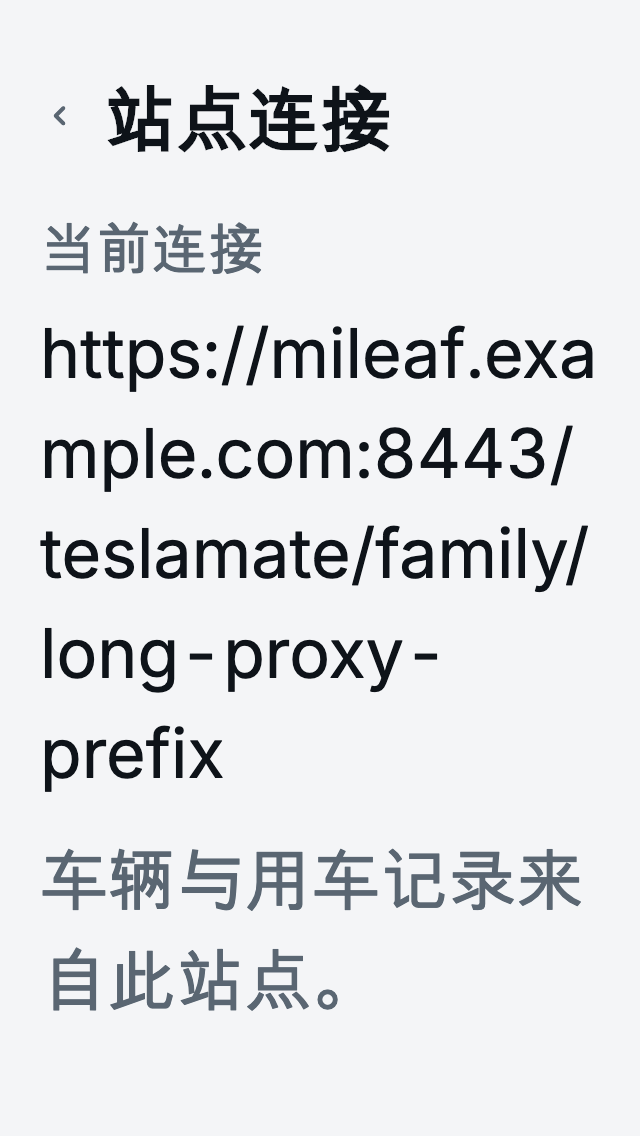 站点连接
当前连接
https://mileaf.exa
mple.com:8443/
teslamate/family/
long-proxy-
prefix
车辆与用车记录来
自此站点。